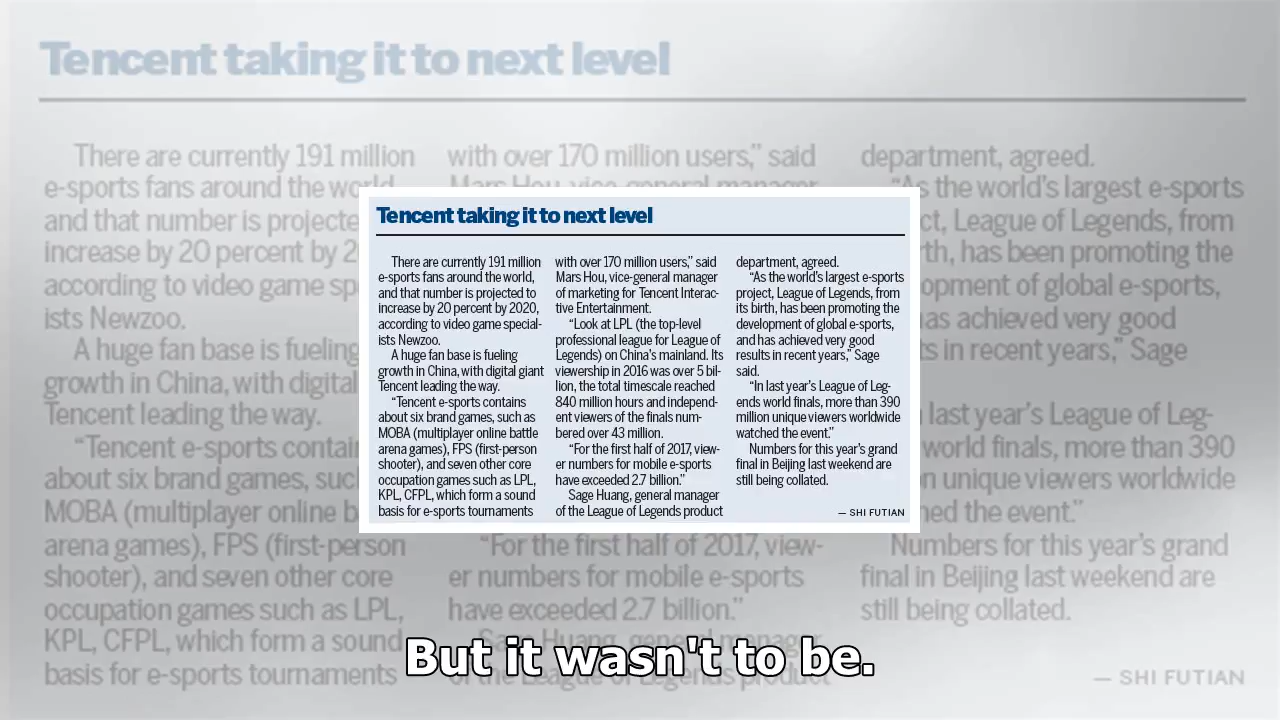 Tencent taking it to next level
There are currently 191 million
e-sports fans around the world,
and that number is projected to
increase by 20 percent by 2020,
according to video game special-
ists Newzoo.
A huge fan base is fueling
growth in China, with digital giant
Tencent leading the way.
“Tencent e-sports contains
about six brand games, such as
MOBA (multiplayer online battle
arena games), FPS (first-person
shooter), and seven other core
occupation games such as LPL,
KPL, CFPL, which form a sound
basis for e-sports tournaments
with over 170 million users,” said
Mars Hou, vice-general manager
of marketing for Tencent Interac-
tive Entertainment.
“Look at LPL (the top-level
professional league for League of
Legends) on China’s mainland. Its
viewership in 2016 was over 5 bil-
lion, the total timescale reached
840 million hours and independ-
ent viewers of the finals num-
bered over 43 million.
“For the first half of 2017, view-
er numbers for mobile e-sports
have exceeded 2.7 billion.”
Sage Huang, general manager
of the League of Legends product
department, agreed.
“As the world’s largest e-sports
project, League of Legends, from
its birth, has been promoting the
development of global e-sports,
and has achieved very good
results in recent years,” Sage
said.
“In last year’s League of Leg-
ends world finals, more than 390
million unique viewers worldwide
watched the event.”
Numbers for this year’s grand
final in Beijing last weekend are
still being collated.
— SHI FUTIAN
But it wasn't to be.